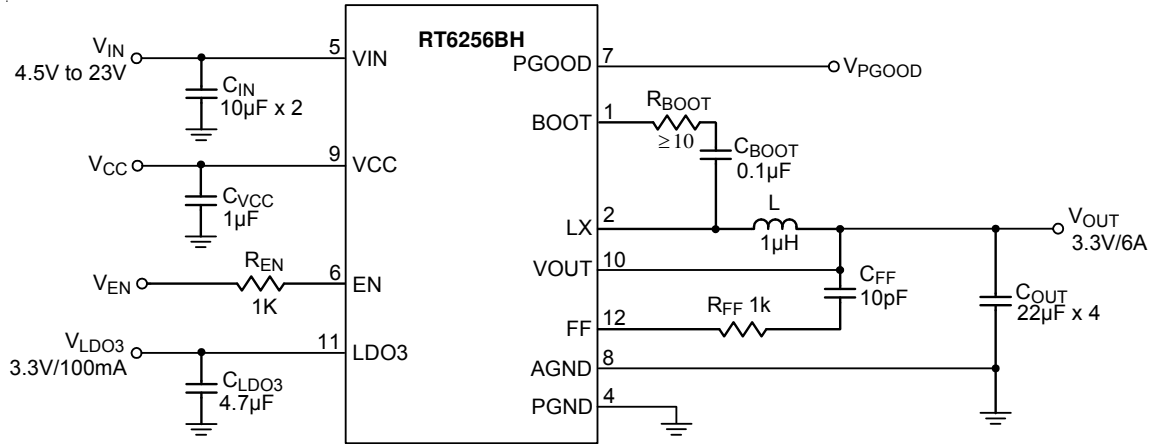 RT6256BH
VIN
4.5V to 23V
5
VIN
CIN
10µF x 2
VCC
9
VCC
CVCC
1µF
VEN
REN
1K
6
EN
VLDO3
3.3V/100mA
11
LDO3
CLDO3
4.7µF
PGOOD
7
VPGOOD
BOOT
1
RBOOT
≥10
CBOOT
0.1µF
LX
2
L
1µH
VOUT
3.3V/6A
VOUT
10
CFF
10pF
FF
12
RFF 1k
COUT
22µF x 4
AGND
8
PGND
4